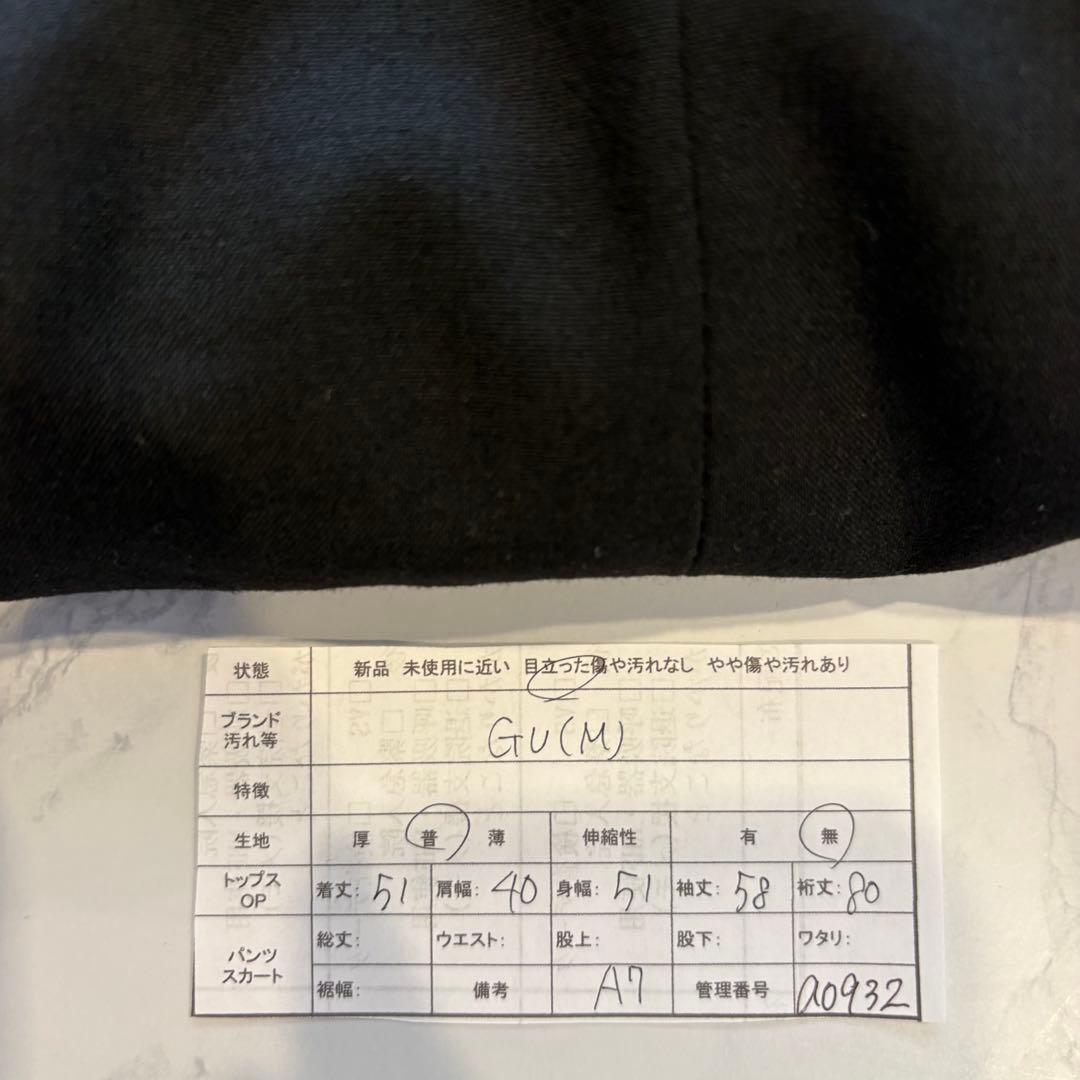 状態 新品 未使用に近い 目立った傷や汚れなし やや傷や汚れあり
ブランド
汚れ等
GU(M)
特徴
生地 厚 普 薄 伸縮性 有 無
トップス
OP
着丈: 51 肩幅: 40 身幅: 51 袖丈: 58 裄丈: 80
パンツ
スカート
総丈: ウエスト: 股上: 股下: ワタリ:
裾幅: 備考 A7 管理番号 a0932